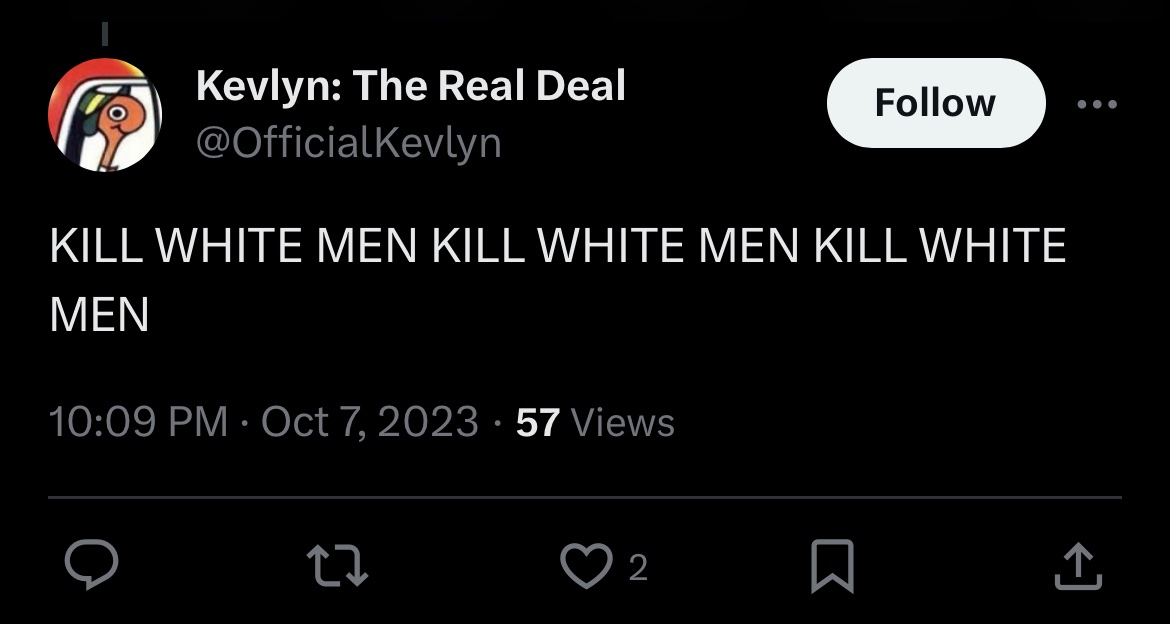 Kevlyn: The Real Deal
Follow
@OfficialKevlyn
KILL WHITE MEN KILL WHITE MEN KILL WHITE
MEN
10:09 PM · Oct 7, 2023 · 57 Views
2